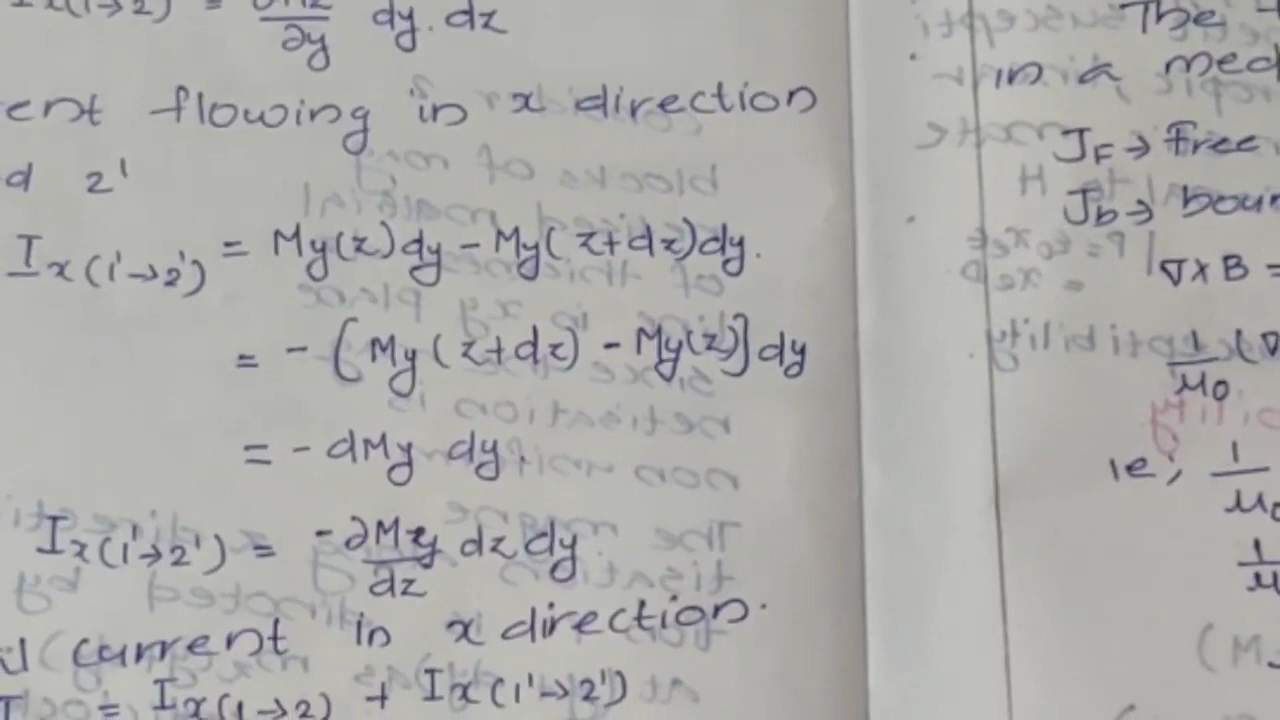 Ix(1→2) = ∂Mz/∂y dy.dz
ent flowing in x direction
d 2'
Ix(1'→2') = My(z)dy - My(z+dz)dy.
= -[My(z+dz) - My(z)]dy
= - dMy dy
Ix(1'→2') = -∂My/∂z dz dy
current in x direction.
= Ix(1→2) + Ix(1'→2')
The
in a med
JF → Free
Jb → boun
∇×B =
1/μ0 (∇
ie, 1/μ0
1/μ
(M